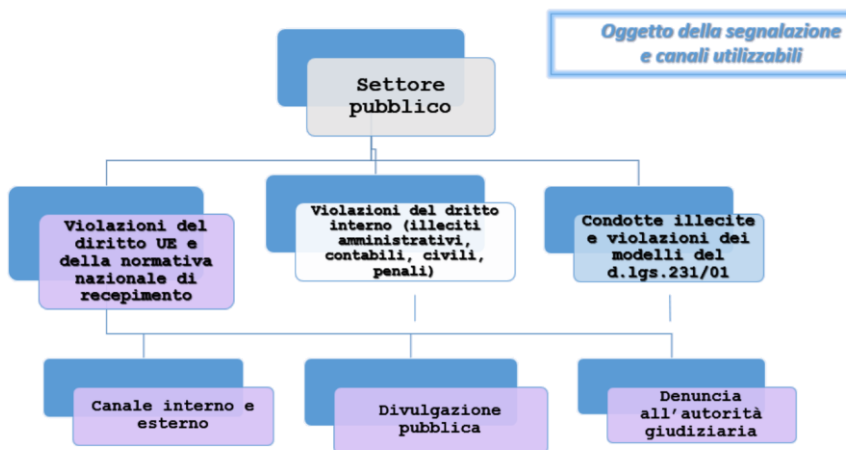 Oggetto della segnalazione
e canali utilizzabili
Settore
pubblico
Violazioni del
diritto UE e
della normativa
nazionale di
recepimento
Violazioni del dritto
interno (illeciti
amministrativi,
contabili, civili,
penali)
Condotte illecite
e violazioni dei
modelli del
d.lgs.231/01
Canale interno e
esterno
Divulgazione
pubblica
Denuncia
all'autorità
giudiziaria